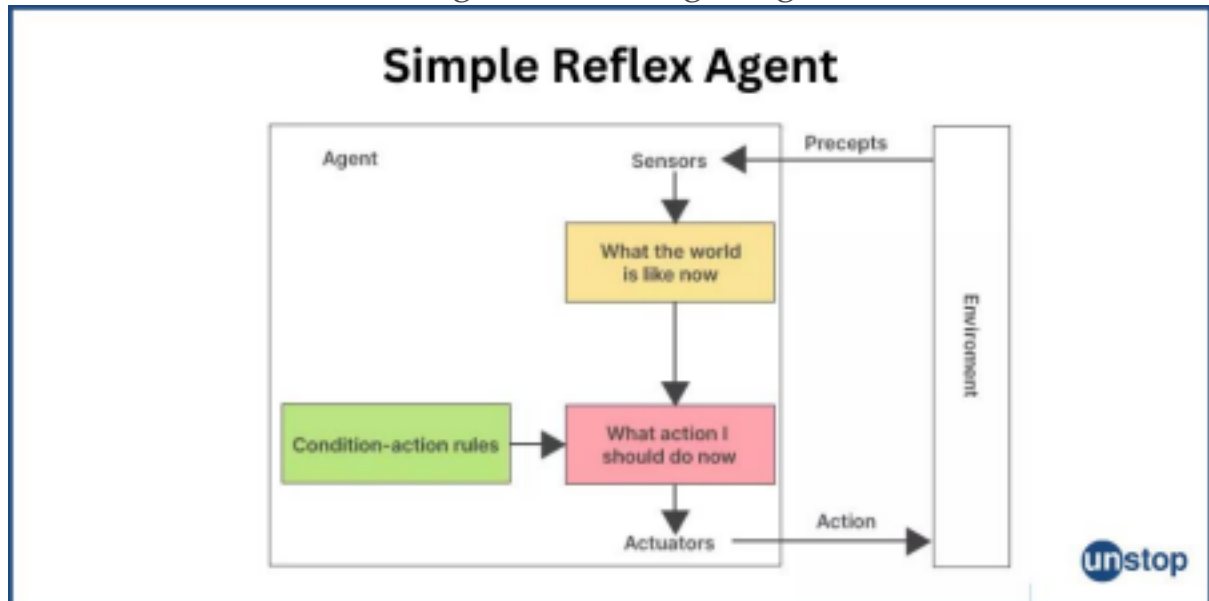 Simple Reflex Agent
Agent
Sensors
Precepts
What the world
is like now
Enviroment
Condition-action rules
What action I
should do now
Actuators
Action
unstop